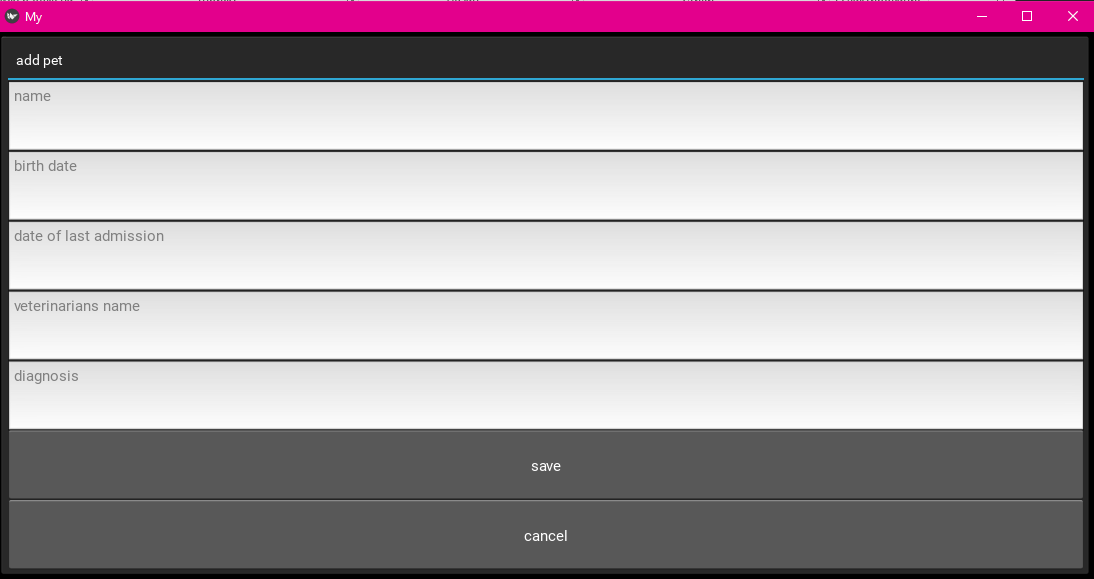 My
add pet
name
birth date
date of last admission
veterinarians name
diagnosis
save
cancel